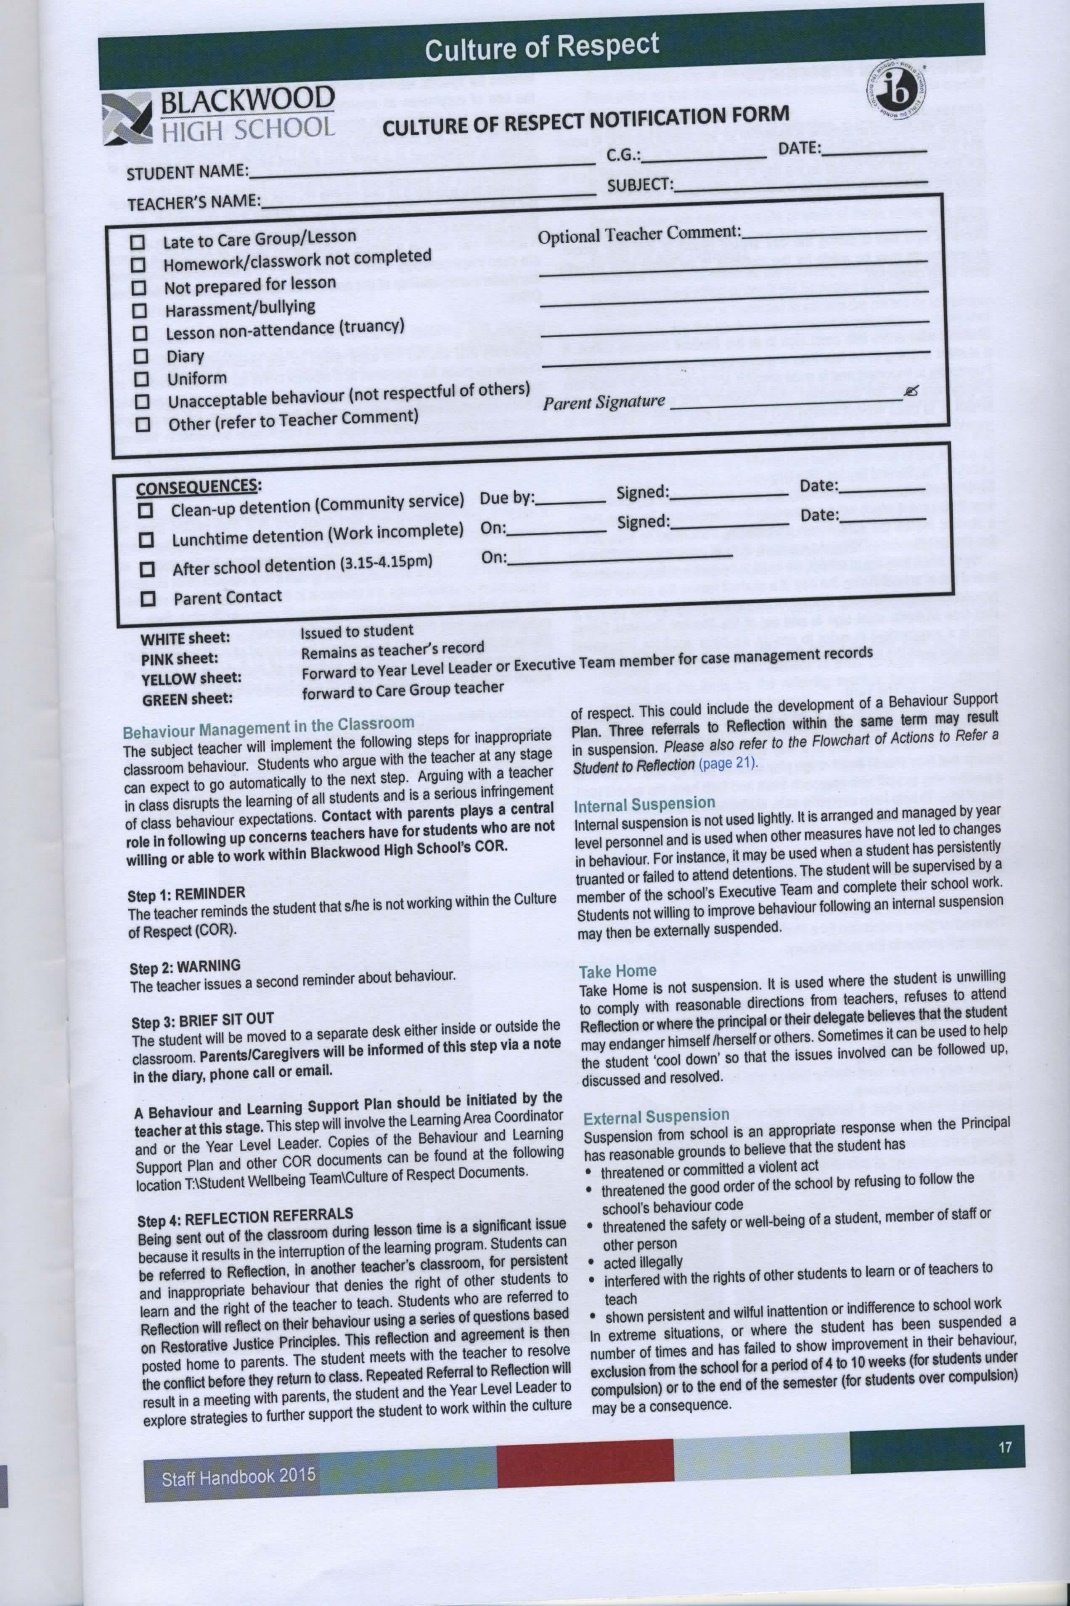 Culture of Respect
BLACKWOOD
HIGH SCHOOL
ib
CULTURE OF RESPECT NOTIFICATION FORM
STUDENT NAME: C.G.: DATE:
TEACHER'S NAME: SUBJECT:
☐ Late to Care Group/Lesson
☐ Homework/classwork not completed
☐ Not prepared for lesson
☐ Harassment/bullying
☐ Lesson non-attendance (truancy)
☐ Diary
☐ Uniform
☐ Unacceptable behaviour (not respectful of others)
☐ Other (refer to Teacher Comment)
Optional Teacher Comment:
Parent Signature
CONSEQUENCES:
☐ Clean-up detention (Community service) Due by: Signed: Date:
☐ Lunchtime detention (Work incomplete) On: Signed: Date:
☐ After school detention (3.15-4.15pm) On:
☐ Parent Contact
WHITE sheet: Issued to student
PINK sheet: Remains as teacher's record
YELLOW sheet: Forward to Year Level Leader or Executive Team member for case management records
GREEN sheet: forward to Care Group teacher
Behaviour Management in the Classroom
The subject teacher will implement the following steps for inappropriate
classroom behaviour. Students who argue with the teacher at any stage
can expect to go automatically to the next step. Arguing with a teacher
in class disrupts the learning of all students and is a serious infringement
of class behaviour expectations. Contact with parents plays a central
role in following up concerns teachers have for students who are not
willing or able to work within Blackwood High School's COR.
Step 1: REMINDER
The teacher reminds the student that s/he is not working within the Culture
of Respect (COR).
Step 2: WARNING
The teacher issues a second reminder about behaviour.
Step 3: BRIEF SIT OUT
The student will be moved to a separate desk either inside or outside the
classroom. Parents/Caregivers will be informed of this step via a note
in the diary, phone call or email.
A Behaviour and Learning Support Plan should be initiated by the
teacher at this stage. This step will involve the Learning Area Coordinator
and or the Year Level Leader. Copies of the Behaviour and Learning
Support Plan and other COR documents can be found at the following
location T:\Student Wellbeing Team\Culture of Respect Documents.
Step 4: REFLECTION REFERRALS
Being sent out of the classroom during lesson time is a significant issue
because it results in the interruption of the learning program. Students can
be referred to Reflection, in another teacher's classroom, for persistent
and inappropriate behaviour that denies the right of other students to
learn and the right of the teacher to teach. Students who are referred to
Reflection will reflect on their behaviour using a series of questions based
on Restorative Justice Principles. This reflection and agreement is then
posted home to parents. The student meets with the teacher to resolve
the conflict before they return to class. Repeated Referral to Reflection will
result in a meeting with parents, the student and the Year Level Leader to
explore strategies to further support the student to work within the culture
of respect. This could include the development of a Behaviour Support
Plan. Three referrals to Reflection within the same term may result
in suspension. Please also refer to the Flowchart of Actions to Refer a
Student to Reflection (page 21).
Internal Suspension
Internal suspension is not used lightly. It is arranged and managed by year
level personnel and is used when other measures have not led to changes
in behaviour. For instance, it may be used when a student has persistently
truanted or failed to attend detentions. The student will be supervised by a
member of the school's Executive Team and complete their school work.
Students not willing to improve behaviour following an internal suspension
may then be externally suspended.
Take Home
Take Home is not suspension. It is used where the student is unwilling
to comply with reasonable directions from teachers, refuses to attend
Reflection or where the principal or their delegate believes that the student
may endanger himself /herself or others. Sometimes it can be used to help
the student 'cool down' so that the issues involved can be followed up,
discussed and resolved.
External Suspension
Suspension from school is an appropriate response when the Principal
has reasonable grounds to believe that the student has
• threatened or committed a violent act
• threatened the good order of the school by refusing to follow the
school's behaviour code
• threatened the safety or well-being of a student, member of staff or
other person
• acted illegally
• interfered with the rights of other students to learn or of teachers to
teach
• shown persistent and wilful inattention or indifference to school work
In extreme situations, or where the student has been suspended a
number of times and has failed to show improvement in their behaviour,
exclusion from the school for a period of 4 to 10 weeks (for students under
compulsion) or to the end of the semester (for students over compulsion)
may be a consequence.
Staff Handbook 2015
17